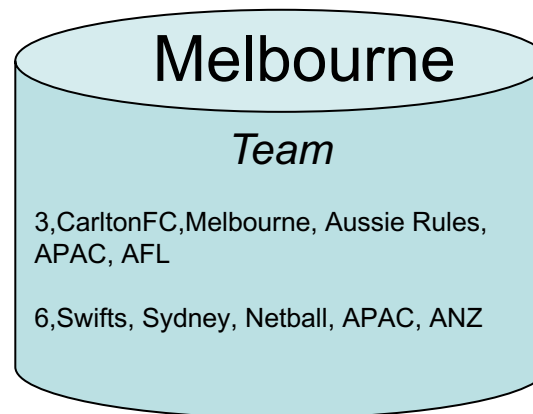 Melbourne
Team
3,CarltonFC,Melbourne, Aussie Rules,
APAC, AFL
6,Swifts, Sydney, Netball, APAC, ANZ